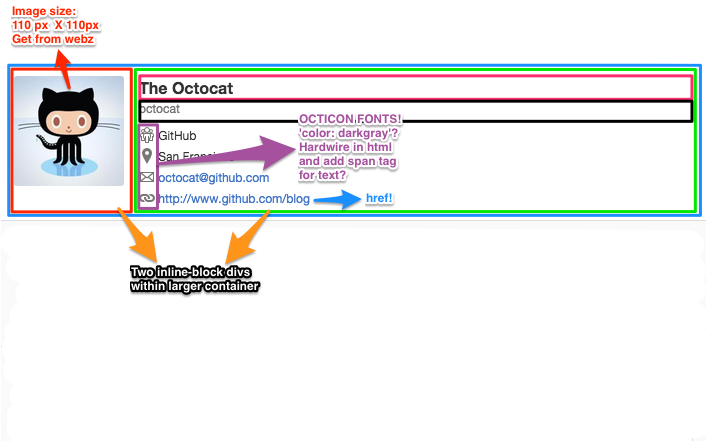 Image size:
110 px X 110px
Get from webz
The Octocat
octocat
OCTICON FONTS!
'color: darkgray'?
Hardwire in html
and add span tag
for text?
GitHub
San Francisco
octocat@github.com
http://www.github.com/blog
href!
Two inline-block divs
within larger container